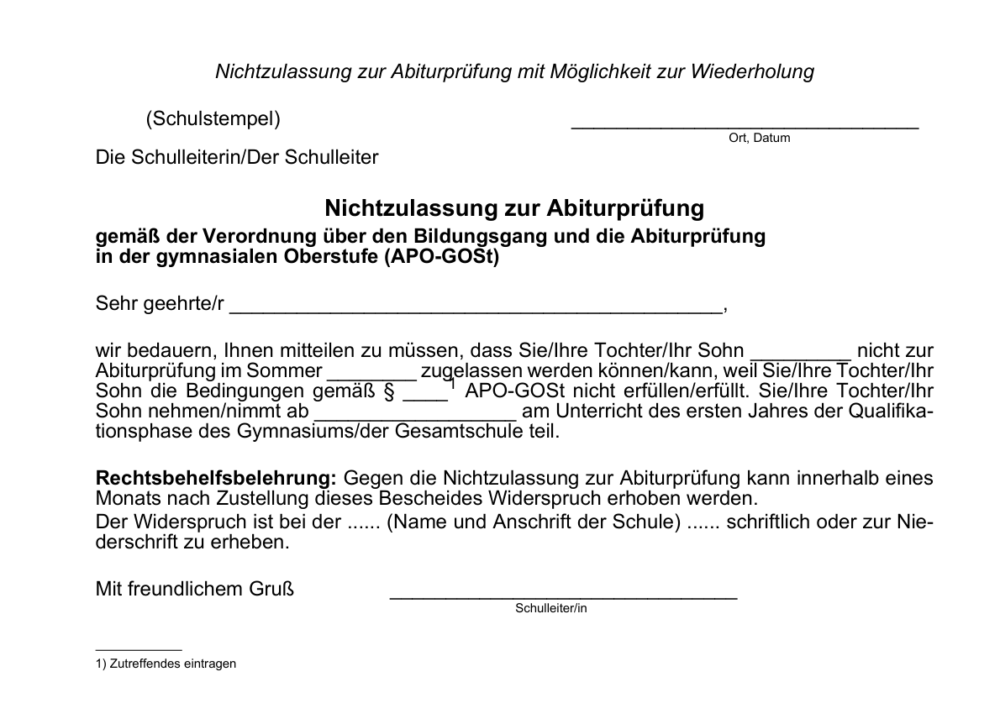 Nichtzulassung zur Abiturprüfung mit Möglichkeit zur Wiederholung
(Schulstempel) _______________________________
Ort, Datum
Die Schulleiterin/Der Schulleiter
Nichtzulassung zur Abiturprüfung
gemäß der Verordnung über den Bildungsgang und die Abiturprüfung
in der gymnasialen Oberstufe (APO-GOSt)
Sehr geehrte/r ____________________________________________,
wir bedauern, Ihnen mitteilen zu müssen, dass Sie/Ihre Tochter/Ihr Sohn _________ nicht zur
Abiturprüfung im Sommer ________ zugelassen werden können/kann, weil Sie/Ihre Tochter/Ihr
Sohn die Bedingungen gemäß § ____1 APO-GOSt nicht erfüllen/erfüllt. Sie/Ihre Tochter/Ihr
Sohn nehmen/nimmt ab __________________ am Unterricht des ersten Jahres der Qualifika-
tionsphase des Gymnasiums/der Gesamtschule teil.
Rechtsbehelfsbelehrung: Gegen die Nichtzulassung zur Abiturprüfung kann innerhalb eines
Monats nach Zustellung dieses Bescheides Widerspruch erhoben werden.
Der Widerspruch ist bei der ...... (Name und Anschrift der Schule) ...... schriftlich oder zur Nie-
derschrift zu erheben.
Mit freundlichem Gruß _______________________________
Schulleiter/in
1) Zutreffendes eintragen